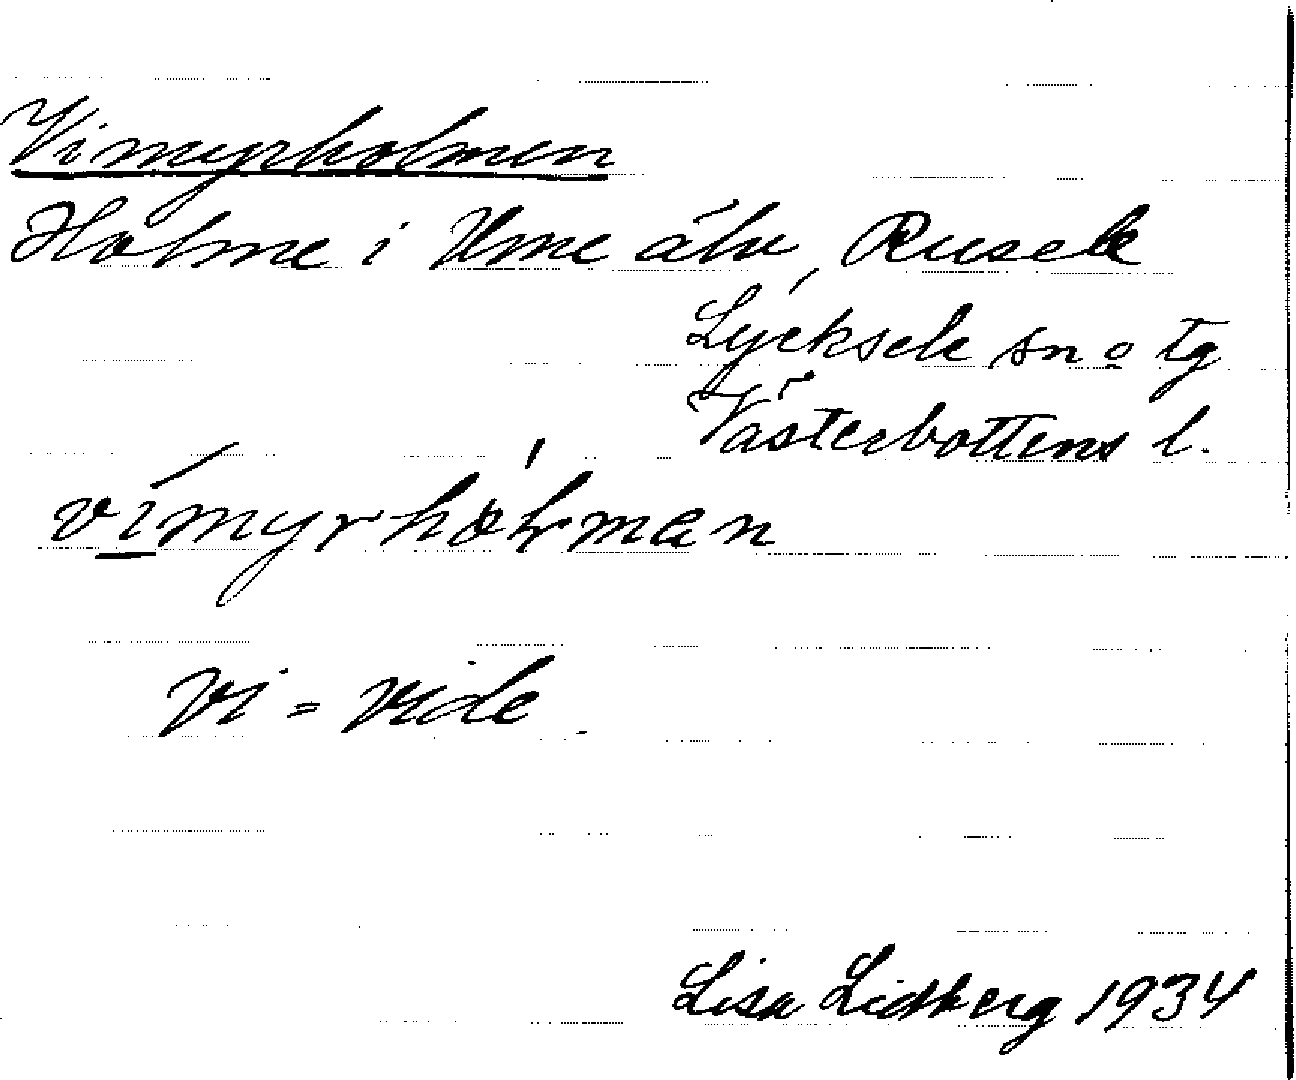 Vimyrholmen
Holme i Ume älv, Rusele
Lycksele sn o tg
Västerbottens l.
vímyrhólman
Vi = vide
Lisa Lidberg 1934